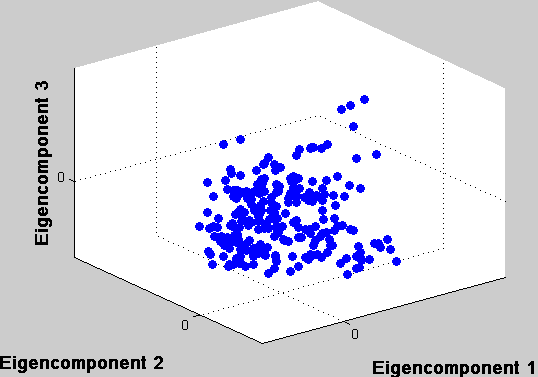 Eigencomponent 3
0
0
0
Eigencomponent 2
Eigencomponent 1